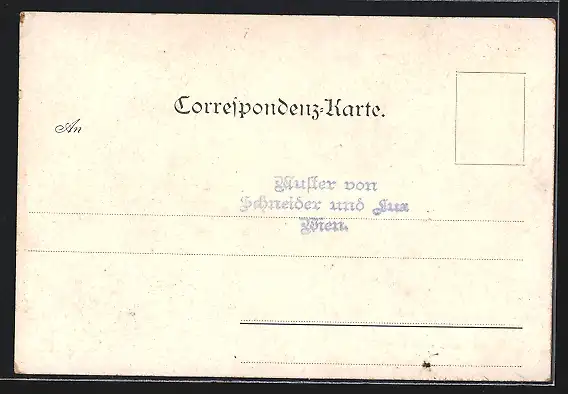 Correspondenz-Karte.
An
Muster von
Schneider und Lux
Wien.